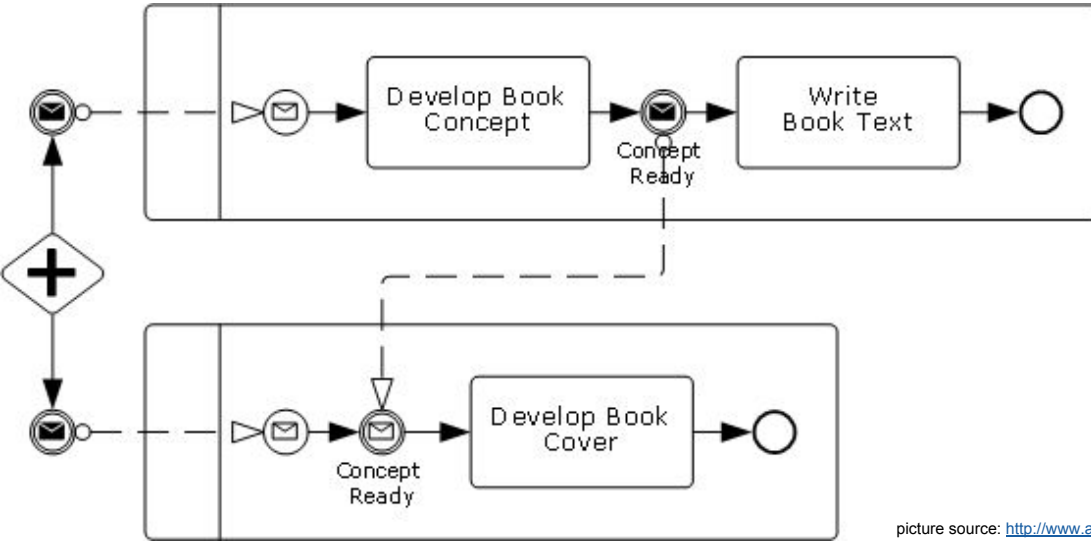 Develop Book
Concept
Concept
Ready
Write
Book Text
Concept
Ready
Develop Book
Cover
picture source: http://www.a